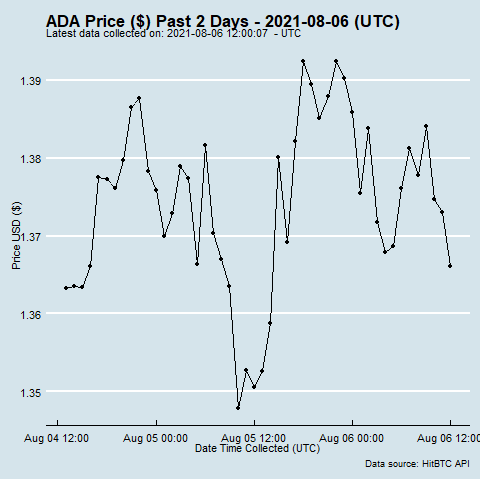 ADA Price ($) Past 2 Days - 2021-08-06 (UTC)
Latest data collected on: 2021-08-06 12:00:07 - UTC
1.39
1.38
1.37
1.36
1.35
Price USD ($)
Aug 04 12:00 Aug 05 00:00 Aug 05 12:00 Aug 06 00:00 Aug 06 12:00
Date Time Collected (UTC)
Data source: HitBTC API